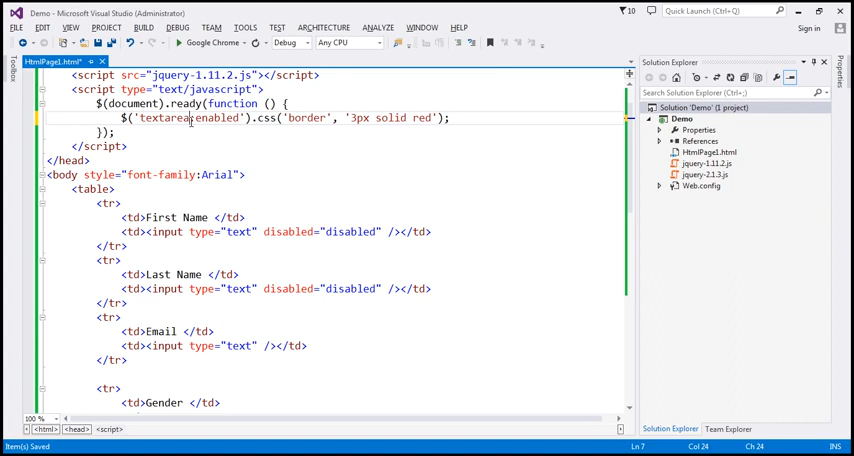 Demo - Microsoft Visual Studio (Administrator)
10
Quick Launch (Ctrl+Q)
FILE EDIT VIEW PROJECT BUILD DEBUG TEAM TOOLS TEST ARCHITECTURE ANALYZE WINDOW HELP
Sign in
Google Chrome Debug Any CPU
Toolbox
HtmlPage1.html*
<script src="jquery-1.11.2.js"></script>
<script type="text/javascript">
$(document).ready(function () {
$('textarea:enabled').css('border', '3px solid red');
});
</script>
</head>
<body style="font-family:Arial">
<table>
<tr>
<td>First Name </td>
<td><input type="text" disabled="disabled" /></td>
</tr>
<tr>
<td>Last Name </td>
<td><input type="text" disabled="disabled" /></td>
</tr>
<tr>
<td>Email </td>
<td><input type="text" /></td>
</tr>
<tr>
<td>Gender </td>
100 %
<html> <head> <script>
Solution Explorer
Search Solution Explorer (Ctrl+;)
Solution 'Demo' (1 project)
Demo
Properties
References
HtmlPage1.html
jquery-1.11.2.js
jquery-2.1.3.js
Web.config
Solution Explorer Team Explorer
Properties
Item(s) Saved Ln 7 Col 24 Ch 24 INS